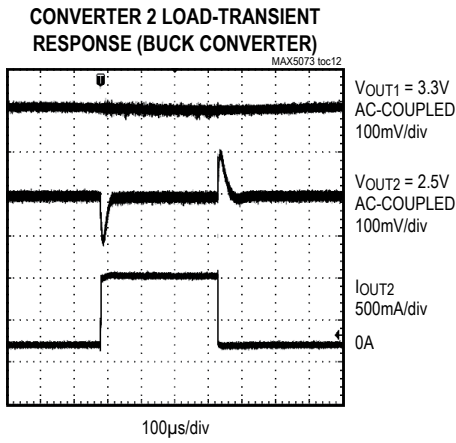 CONVERTER 2 LOAD-TRANSIENT
RESPONSE (BUCK CONVERTER)
MAX5073 toc12
T
VOUT1 = 3.3V
AC-COUPLED
100mV/div
VOUT2 = 2.5V
AC-COUPLED
100mV/div
IOUT2
500mA/div
0A
100µs/div